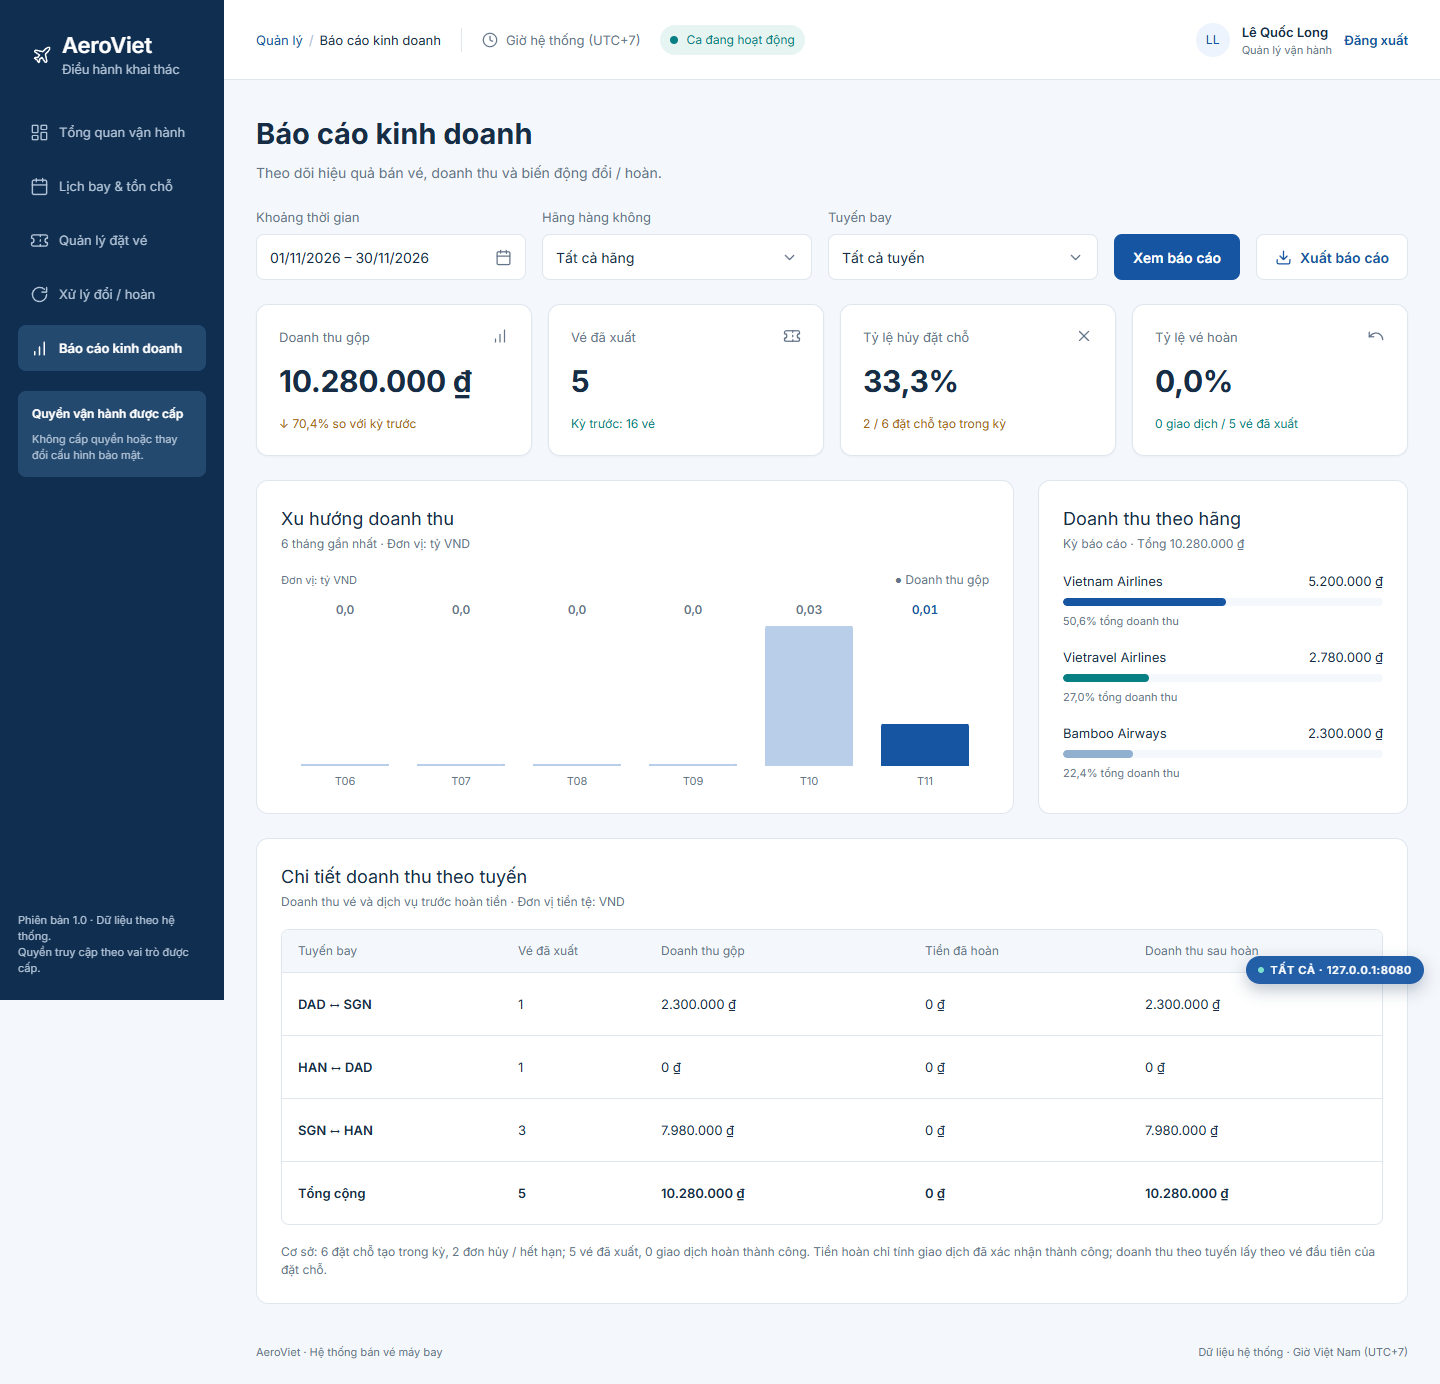 AeroViet
Điều hành khai thác
Tổng quan vận hành
Lịch bay & tồn chỗ
Quản lý đặt vé
Xử lý đổi / hoàn
Báo cáo kinh doanh
Quyền vận hành được cấp
Không cấp quyền hoặc thay
đổi cấu hình bảo mật.
Phiên bản 1.0 · Dữ liệu theo hệ
thống.
Quyền truy cập theo vai trò được
cấp.
Quản lý / Báo cáo kinh doanh
Giờ hệ thống (UTC+7)
Ca đang hoạt động
LL
Lê Quốc Long
Quản lý vận hành
Đăng xuất
Báo cáo kinh doanh
Theo dõi hiệu quả bán vé, doanh thu và biến động đổi / hoàn.
Khoảng thời gian
Hãng hàng không
Tuyến bay
01/11/2026 – 30/11/2026
Tất cả hãng
Tất cả tuyến
Xem báo cáo
Xuất báo cáo
Doanh thu gộp
10.280.000 ₫
↓ 70,4% so với kỳ trước
Vé đã xuất
5
Kỳ trước: 16 vé
Tỷ lệ hủy đặt chỗ
33,3%
2 / 6 đặt chỗ tạo trong kỳ
Tỷ lệ vé hoàn
0,0%
0 giao dịch / 5 vé đã xuất
Xu hướng doanh thu
6 tháng gần nhất · Đơn vị: tỷ VND
Đơn vị: tỷ VND
● Doanh thu gộp
0,0 0,0 0,0 0,0 0,03 0,01
T06 T07 T08 T09 T10 T11
Doanh thu theo hãng
Kỳ báo cáo · Tổng 10.280.000 ₫
Vietnam Airlines 5.200.000 ₫
50,6% tổng doanh thu
Vietravel Airlines 2.780.000 ₫
27,0% tổng doanh thu
Bamboo Airways 2.300.000 ₫
22,4% tổng doanh thu
Chi tiết doanh thu theo tuyến
Doanh thu vé và dịch vụ trước hoàn tiền · Đơn vị tiền tệ: VND
Tuyến bay Vé đã xuất Doanh thu gộp Tiền đã hoàn Doanh thu sau hoàn
TẤT CẢ · 127.0.0.1:8080
DAD ↔ SGN 1 2.300.000 ₫ 0 ₫ 2.300.000 ₫
HAN ↔ DAD 1 0 ₫ 0 ₫ 0 ₫
SGN ↔ HAN 3 7.980.000 ₫ 0 ₫ 7.980.000 ₫
Tổng cộng 5 10.280.000 ₫ 0 ₫ 10.280.000 ₫
Cơ sở: 6 đặt chỗ tạo trong kỳ, 2 đơn hủy / hết hạn; 5 vé đã xuất, 0 giao dịch hoàn thành công. Tiền hoàn chỉ tính giao dịch đã xác nhận thành công; doanh thu theo tuyến lấy theo vé đầu tiên của
đặt chỗ.
AeroViet · Hệ thống bán vé máy bay
Dữ liệu hệ thống · Giờ Việt Nam (UTC+7)